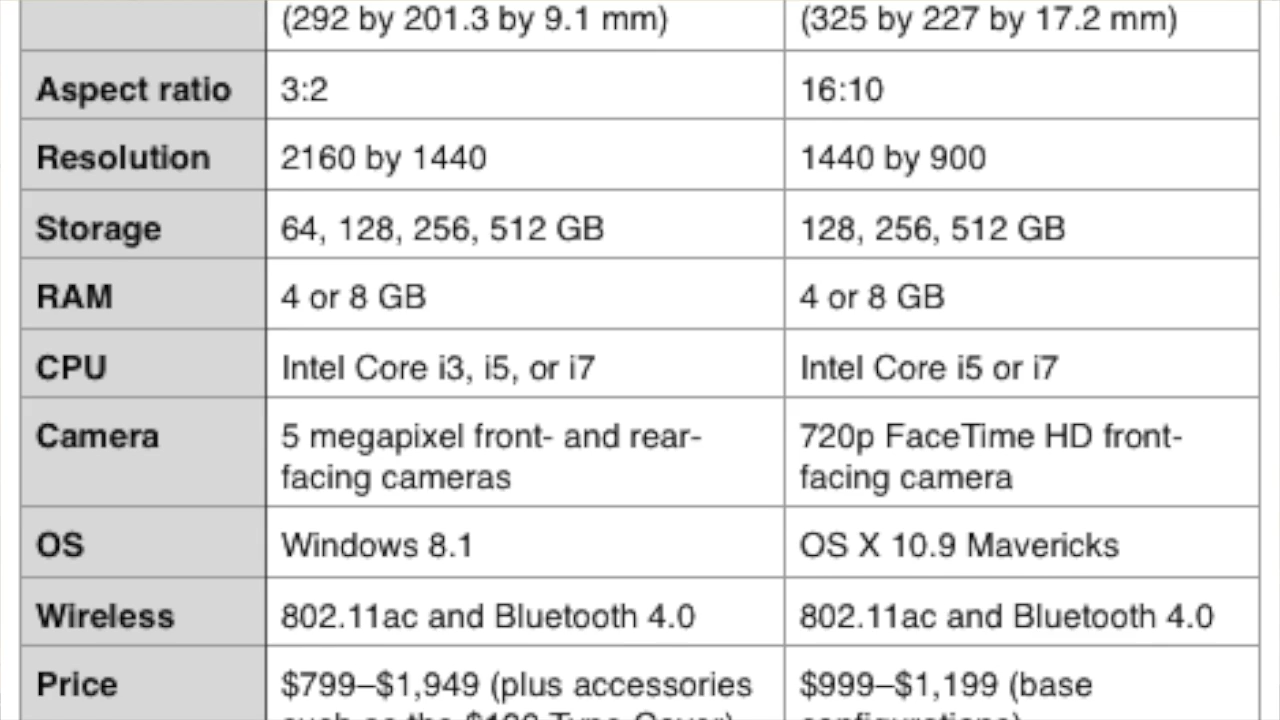 (292 by 201.3 by 9.1 mm) (325 by 227 by 17.2 mm)
Aspect ratio 3:2 16:10
Resolution 2160 by 1440 1440 by 900
Storage 64, 128, 256, 512 GB 128, 256, 512 GB
RAM 4 or 8 GB 4 or 8 GB
CPU Intel Core i3, i5, or i7 Intel Core i5 or i7
Camera 5 megapixel front- and rear- 720p FaceTime HD front-
facing cameras facing camera
OS Windows 8.1 OS X 10.9 Mavericks
Wireless 802.11ac and Bluetooth 4.0 802.11ac and Bluetooth 4.0
Price $799–$1,949 (plus accessories $999–$1,199 (base